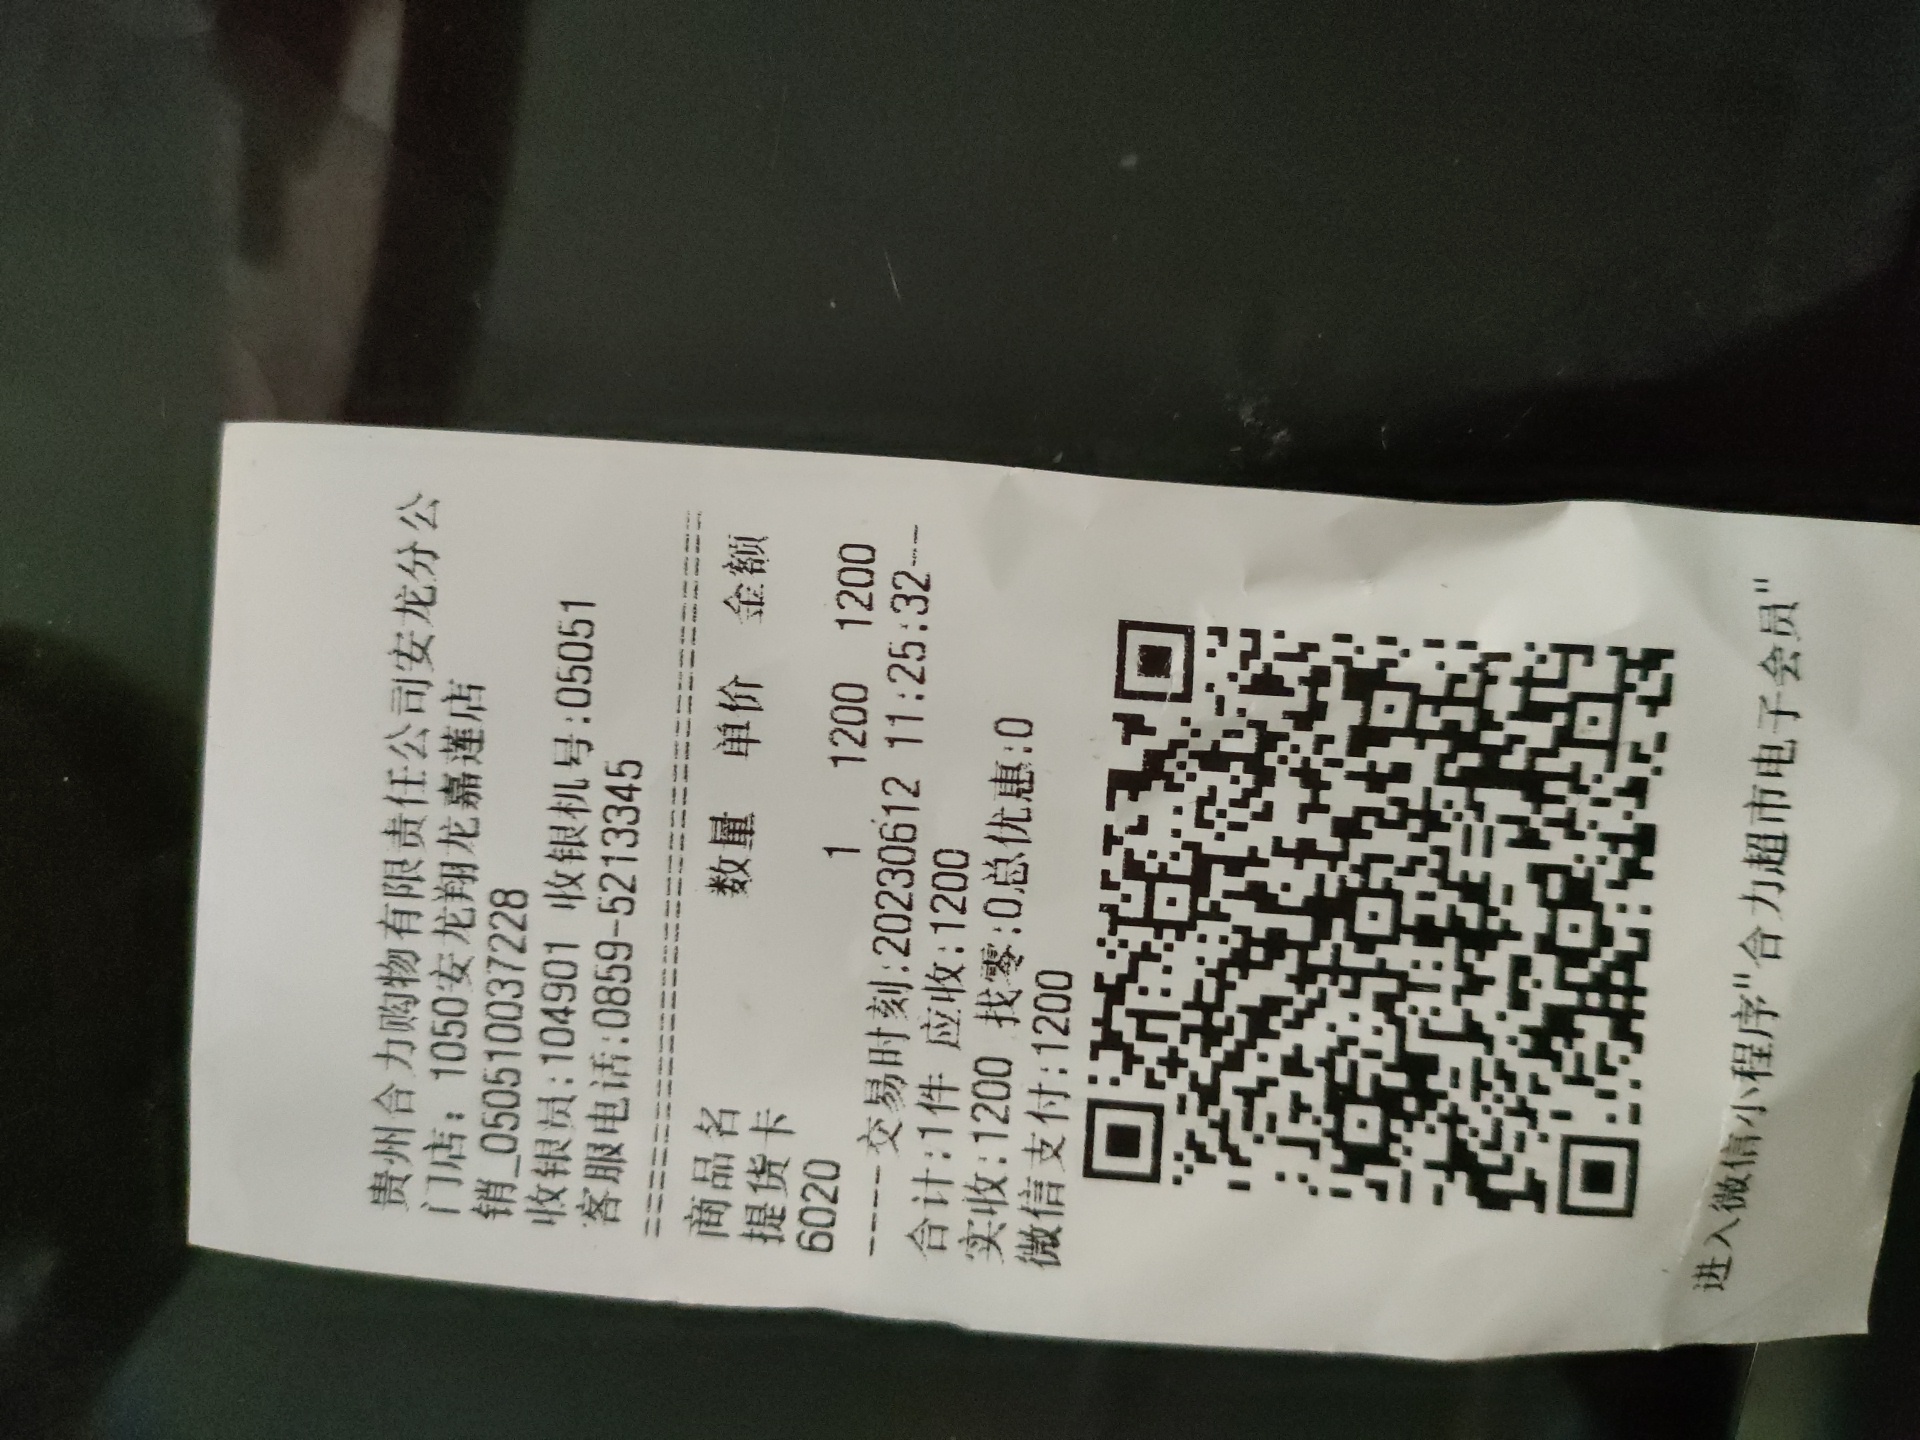 贵州合力购物有限责任公司安龙分公
门店：1050安龙翔龙嘉莲店
销_050510037228
收银员:104901 收银机号:05051
客服电话:0859-5213345
==========================================
商品名 数量 单价 金额
提货卡
6020 1 1200 1200
----交易时刻:20230612 11:25:32---
合计:1件 应收:1200
实收:1200 找零:0总优惠:0
微信支付:1200
进入微信小程序"合力超市电子会员"